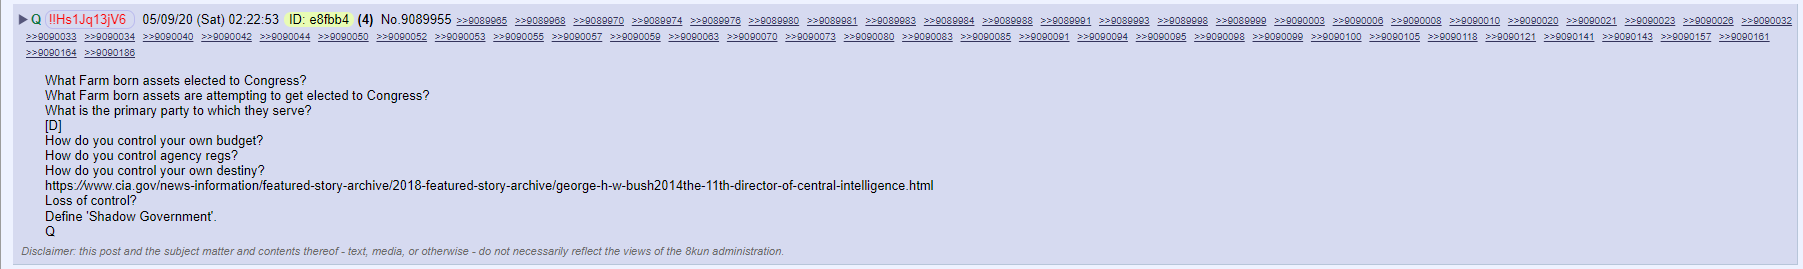 ▶ Q !!Hs1Jq13jV6 05/09/20 (Sat) 02:22:53 ID: e8fbb4 (4) No.9089955 >>9089965 >>9089968 >>9089970 >>9089974 >>9089976 >>9089980 >>9089981 >>9089983 >>9089984 >>9089988 >>9089991 >>9089993 >>9089998 >>9089999 >>9090003 >>9090006 >>9090008 >>9090010 >>9090020 >>9090021 >>9090023 >>9090026 >>9090032
>>9090033 >>9090034 >>9090040 >>9090042 >>9090044 >>9090050 >>9090052 >>9090053 >>9090055 >>9090057 >>9090059 >>9090063 >>9090070 >>9090073 >>9090080 >>9090083 >>9090085 >>9090091 >>9090094 >>9090095 >>9090098 >>9090099 >>9090100 >>9090105 >>9090118 >>9090121 >>9090141 >>9090143 >>9090157 >>9090161
>>9090164 >>9090186
What Farm born assets elected to Congress?
What Farm born assets are attempting to get elected to Congress?
What is the primary party to which they serve?
[D]
How do you control your own budget?
How do you control agency regs?
How do you control your own destiny?
https://www.cia.gov/news-information/featured-story-archive/2018-featured-story-archive/george-h-w-bush2014the-11th-director-of-central-intelligence.html
Loss of control?
Define 'Shadow Government'.
Q
Disclaimer: this post and the subject matter and contents thereof - text, media, or otherwise - do not necessarily reflect the views of the 8kun administration.